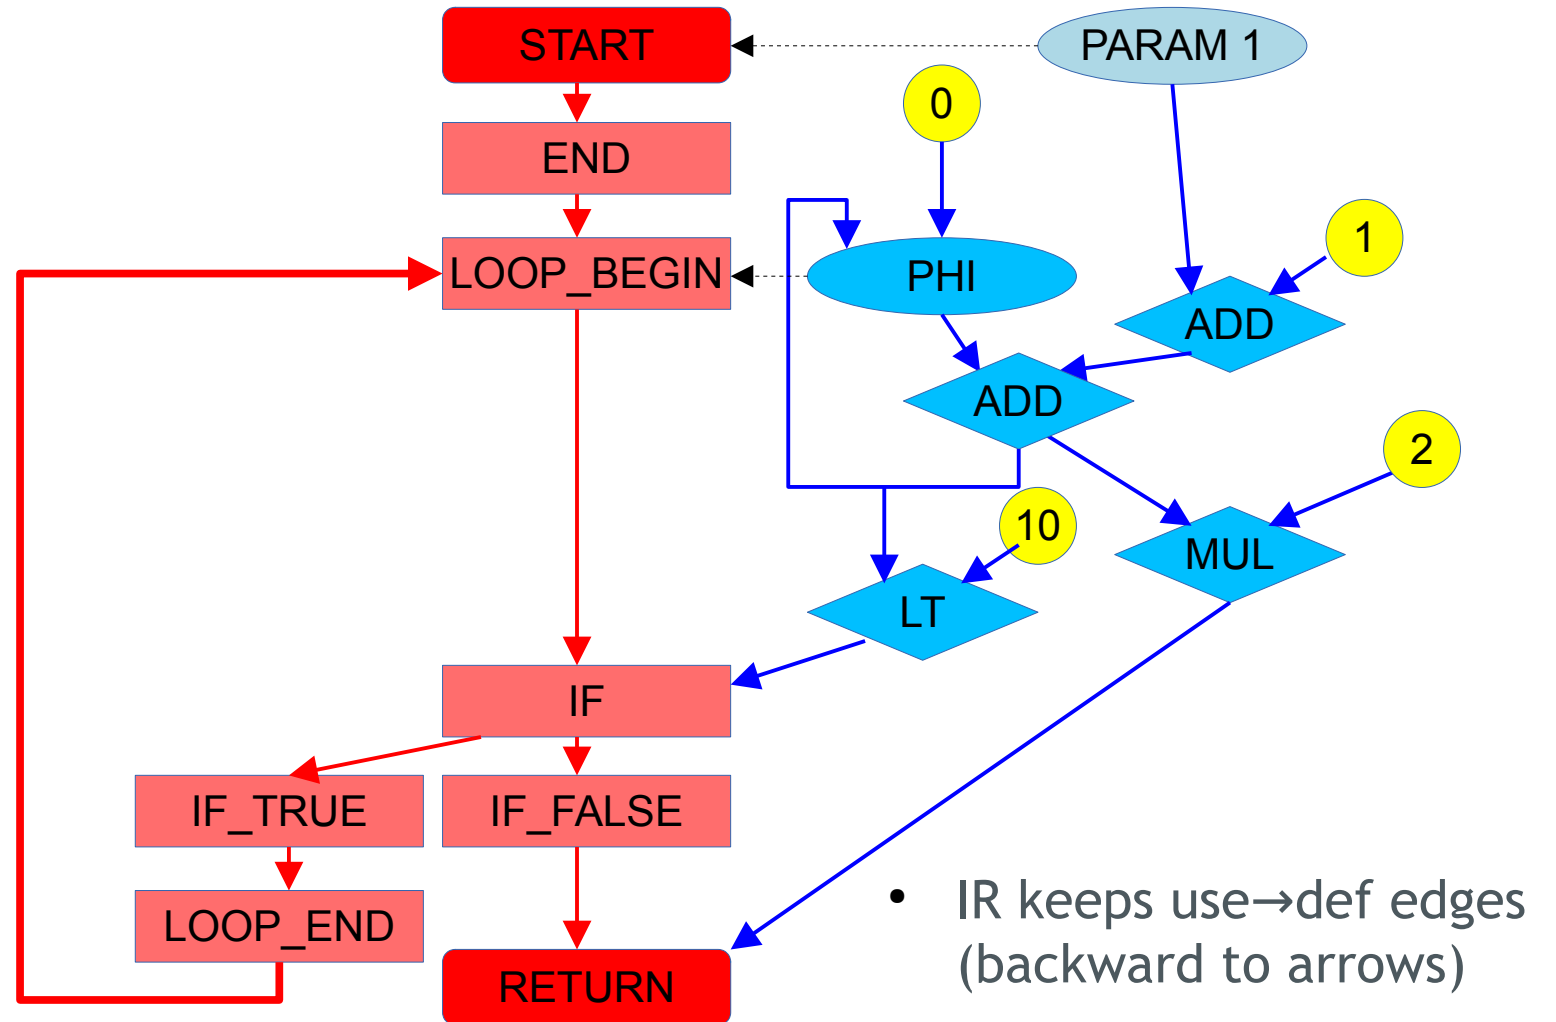 START
PARAM 1
0
END
1
LOOP_BEGIN
PHI
ADD
ADD
2
10
MUL
LT
IF
IF_TRUE
IF_FALSE
• IR keeps use→def edges
LOOP_END
(backward to arrows)
RETURN